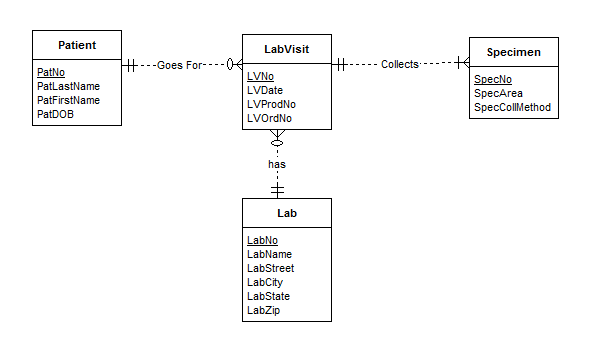 Patient
PatNo
PatLastName
PatFirstName
PatDOB
Goes For
LabVisit
LVNo
LVDate
LVProdNo
LVOrdNo
Collects
Specimen
SpecNo
SpecArea
SpecCollMethod
has
Lab
LabNo
LabName
LabStreet
LabCity
LabState
LabZip